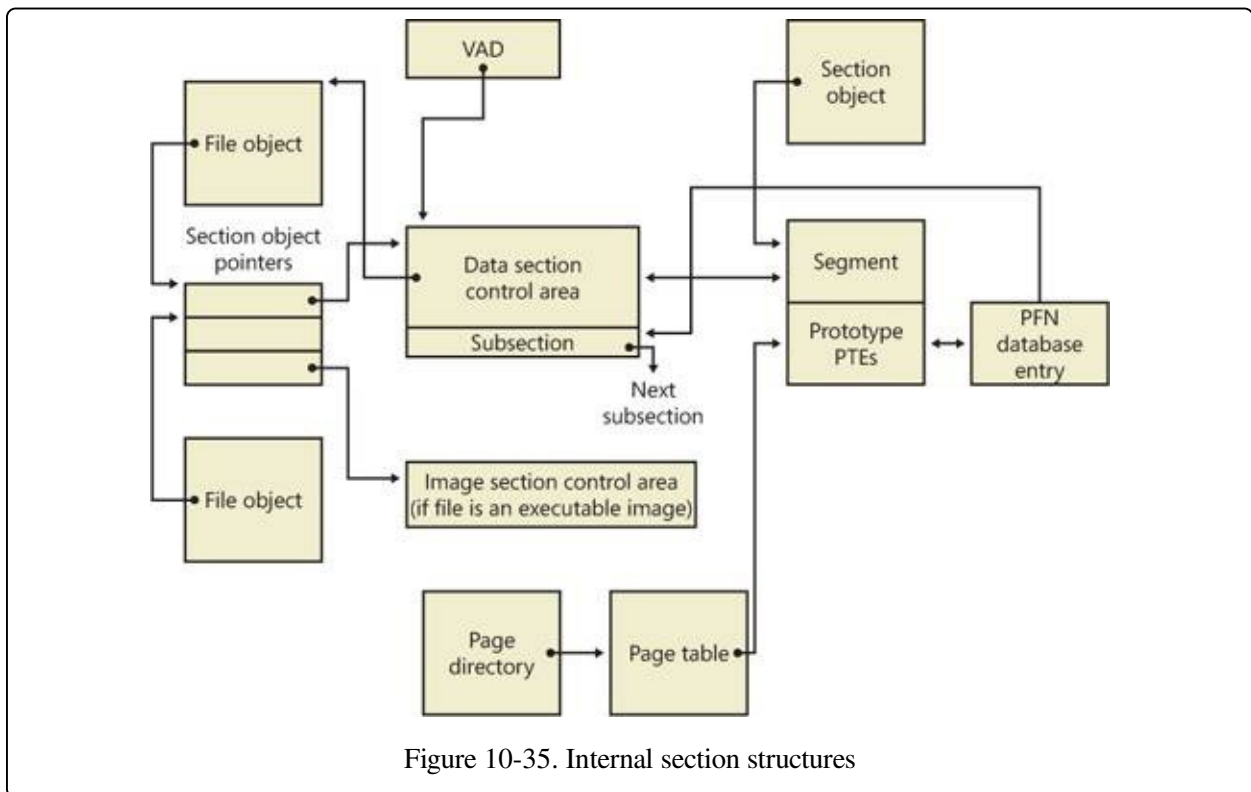 VAD
Section
object
File object
Section object
pointers
Data section
control area
Segment
Subsection
Prototype
PTEs
PFN
database
entry
Next
subsection
File object
Image section control area
(if file is an executable image)
Page
directory
Page table
Figure 10-35. Internal section structures